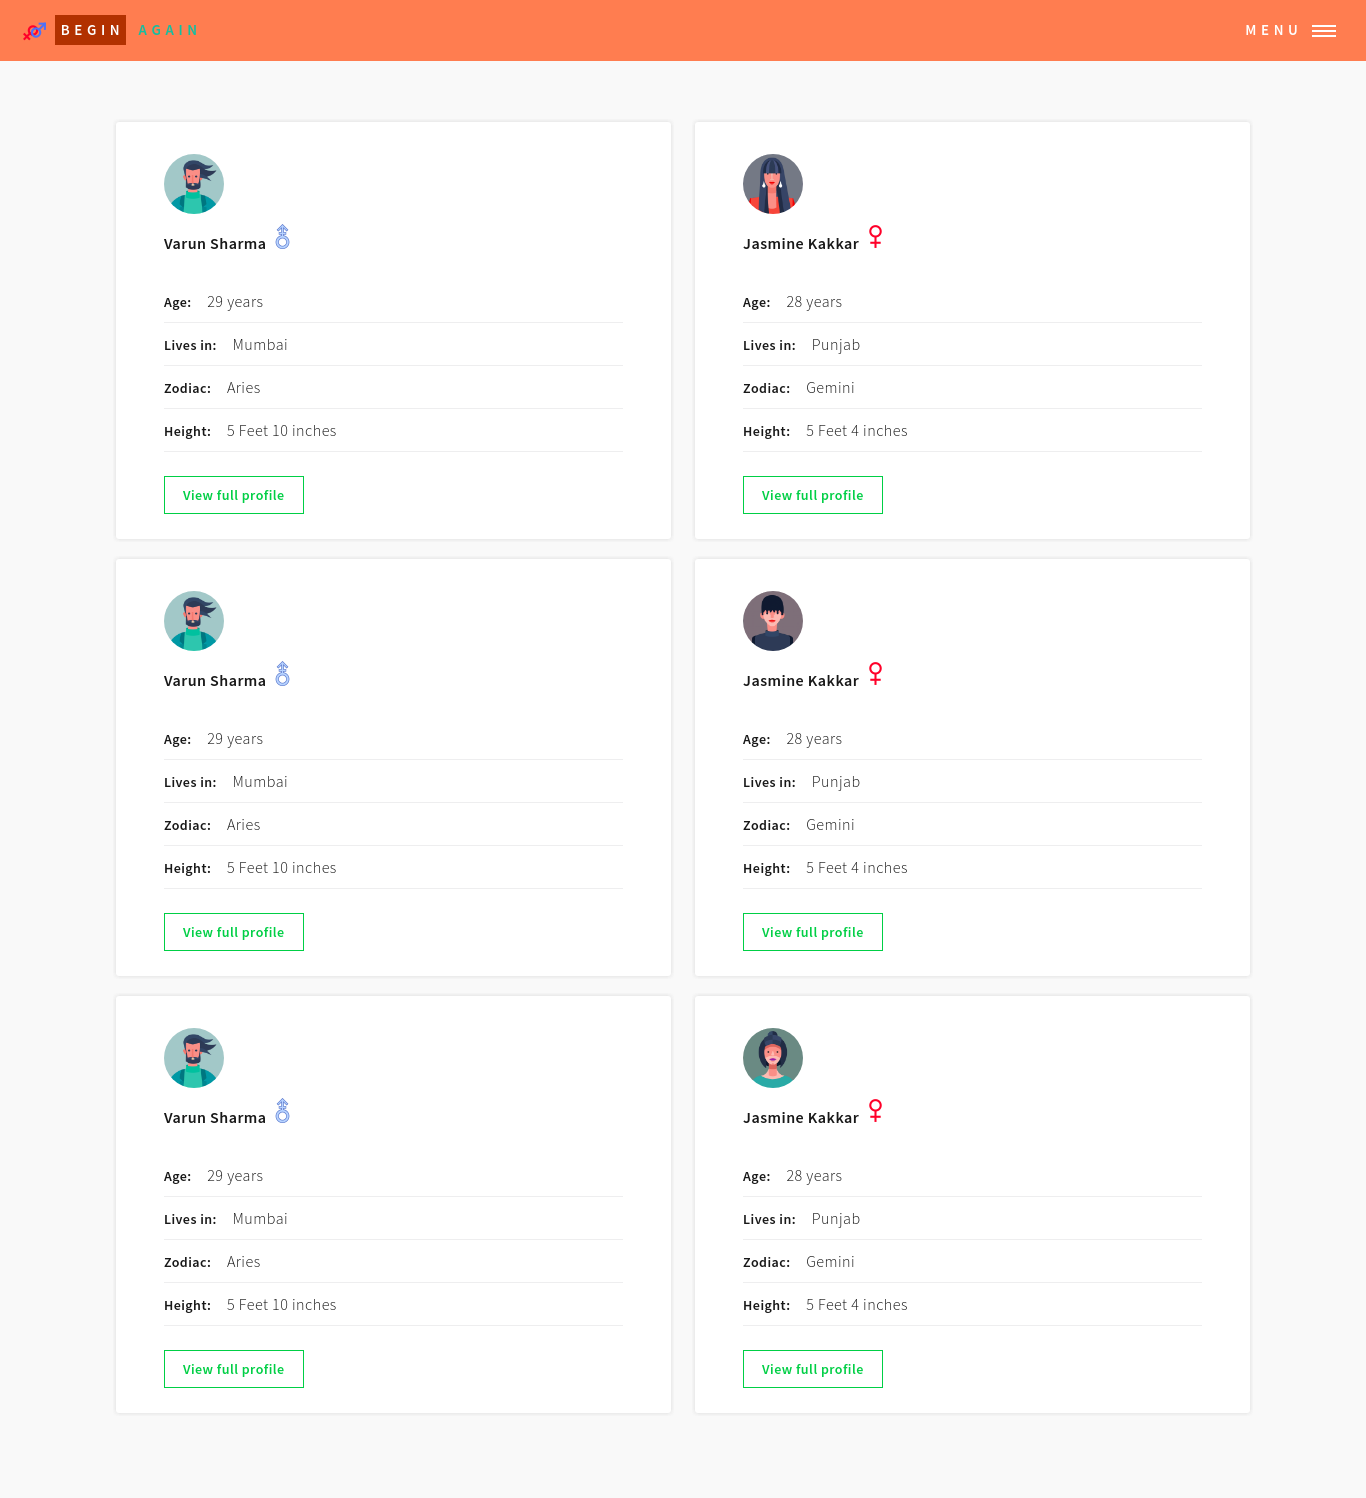 BEGIN AGAIN
MENU
Varun Sharma
Age: 29 years
Lives in: Mumbai
Zodiac: Aries
Height: 5 Feet 10 inches
View full profile
Jasmine Kakkar
Age: 28 years
Lives in: Punjab
Zodiac: Gemini
Height: 5 Feet 4 inches
View full profile
Varun Sharma
Age: 29 years
Lives in: Mumbai
Zodiac: Aries
Height: 5 Feet 10 inches
View full profile
Jasmine Kakkar
Age: 28 years
Lives in: Punjab
Zodiac: Gemini
Height: 5 Feet 4 inches
View full profile
Varun Sharma
Age: 29 years
Lives in: Mumbai
Zodiac: Aries
Height: 5 Feet 10 inches
View full profile
Jasmine Kakkar
Age: 28 years
Lives in: Punjab
Zodiac: Gemini
Height: 5 Feet 4 inches
View full profile